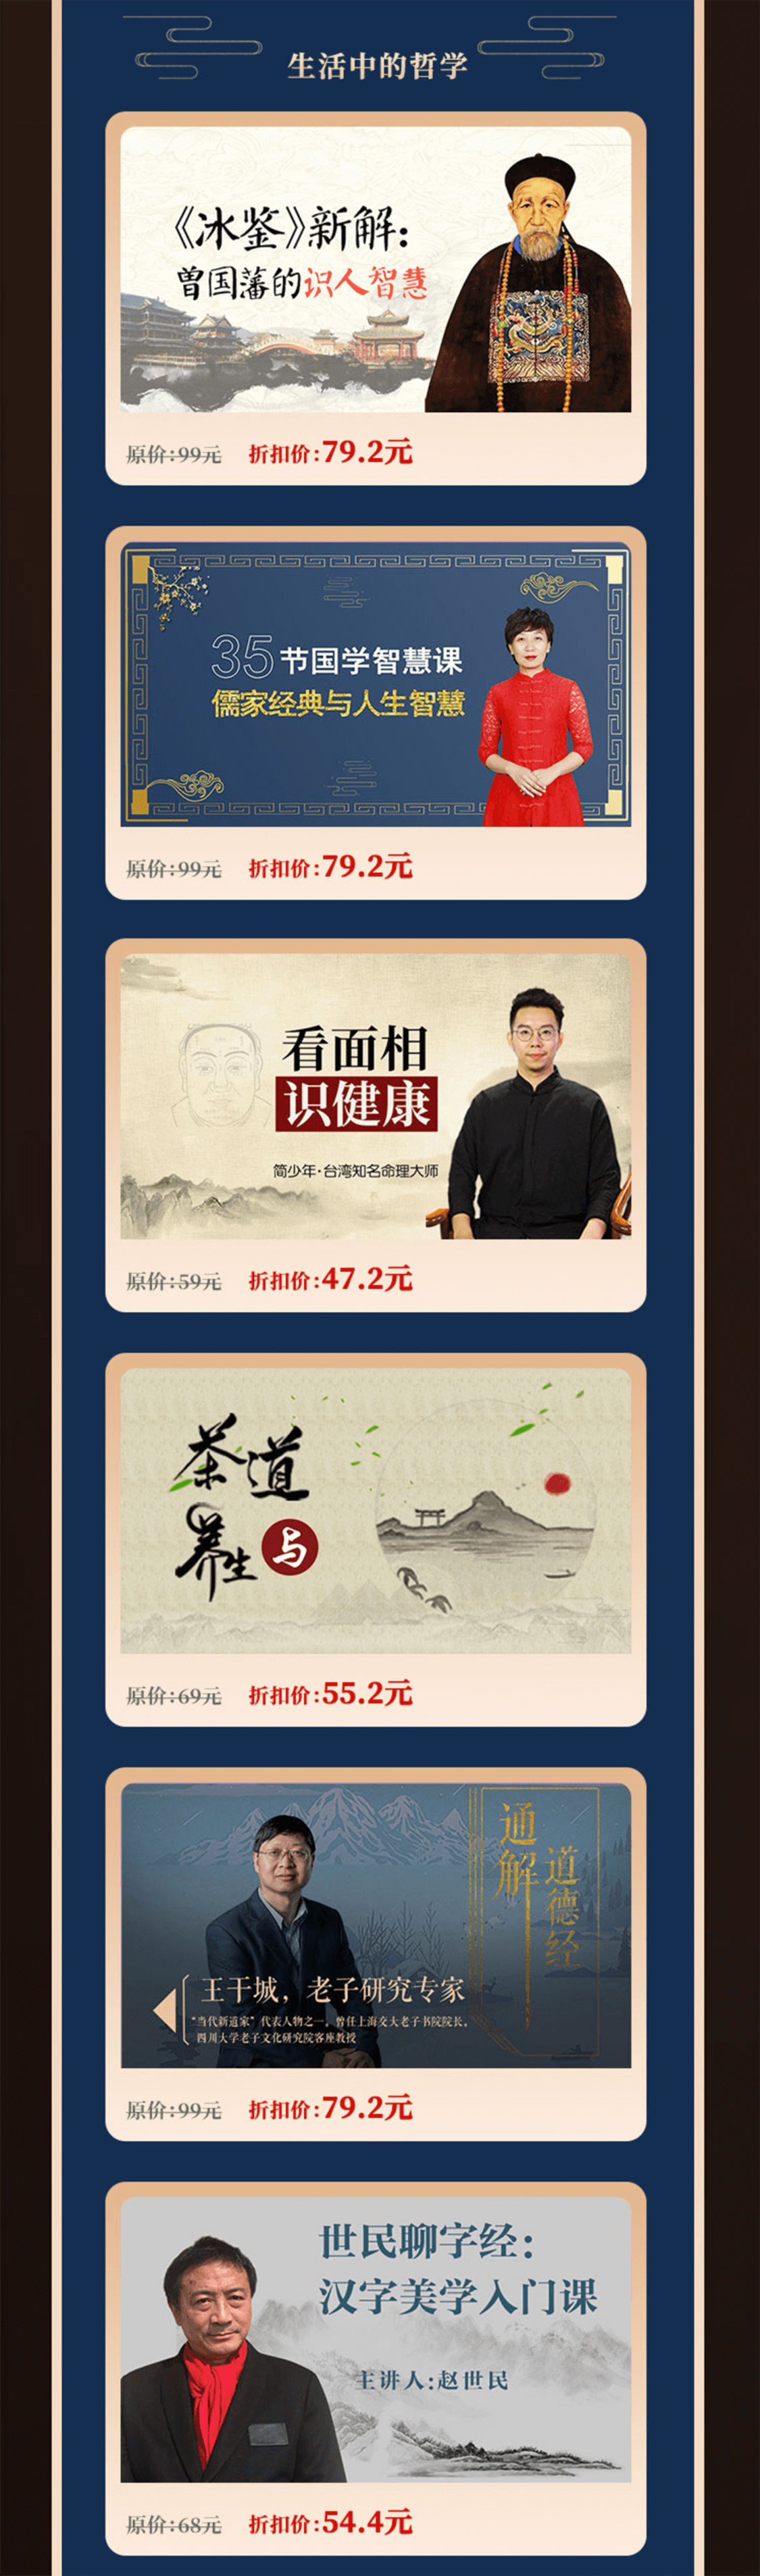 生活中的哲学
《冰鉴》新解:
曾国藩的识人智慧
原价:99元 折扣价:79.2元
35节国学智慧课
儒家经典与人生智慧
原价:99元 折扣价:79.2元
看面相
识健康
简少年·台湾知名命理大师
原价:59元 折扣价:47.2元
茶道
与
养生
原价:69元 折扣价:55.2元
道德经
通解
王干城，老子研究专家
“当代新道家”代表人物之一，曾任上海交大老子书院院长，
四川大学老子文化研究院客座教授
原价:99元 折扣价:79.2元
世民聊字经:
汉字美学入门课
主讲人:赵世民
原价:68元 折扣价:54.4元